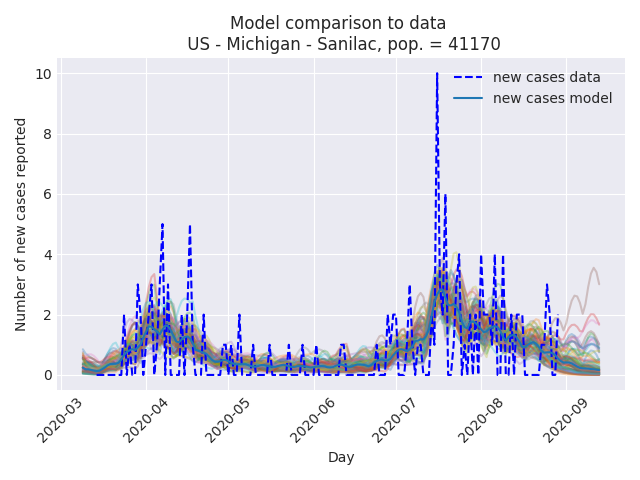 Model comparison to data
US - Michigan - Sanilac, pop. = 41170
new cases data
new cases model
Number of new cases reported
10
8
6
4
2
0
2020-03
2020-04
2020-05
2020-06
2020-07
2020-08
2020-09
Day